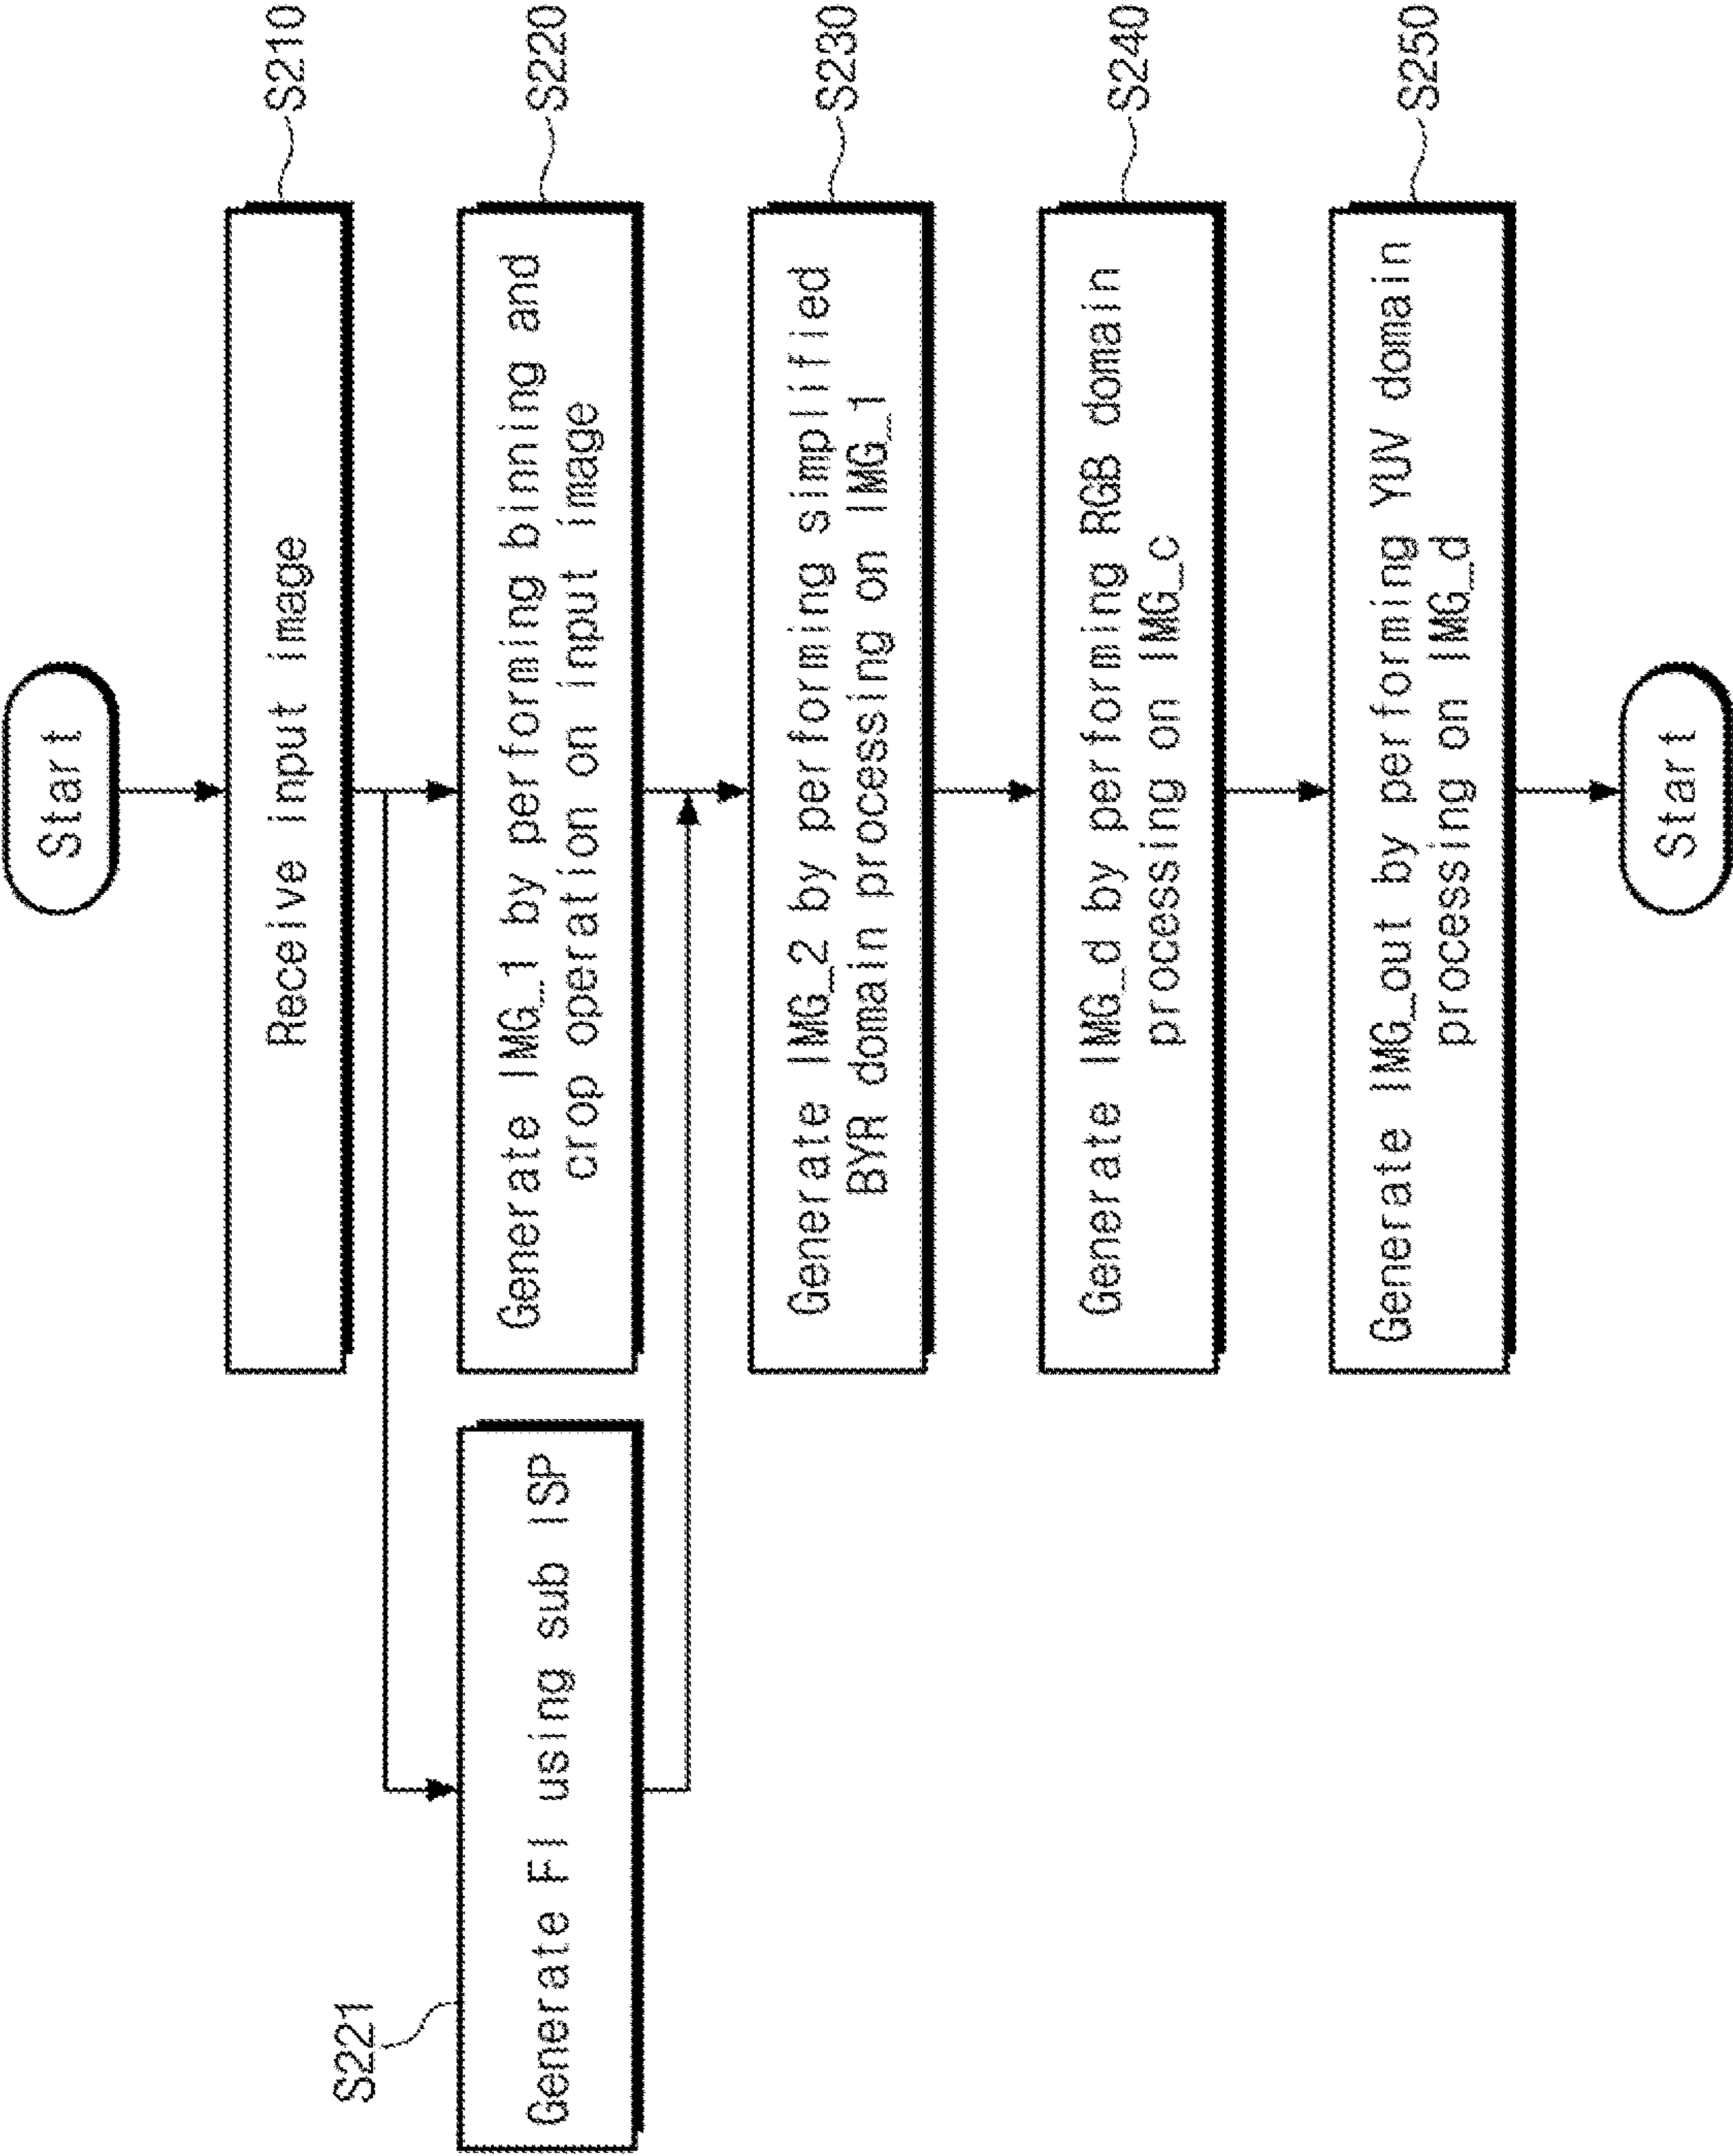 Start
Receive input image
S210
Generate IMG_1 by performing binning and
crop operation on input image
S220
S221
Generate FI using sub ISP
Generate IMG_2 by performing simplified
BYR domain processing on IMG_1
S230
Generate IMG_d by performing RGB domain
processing on IMG_c
S240
Generate IMG_out by performing YUV domain
processing on IMG_d
S250
Start